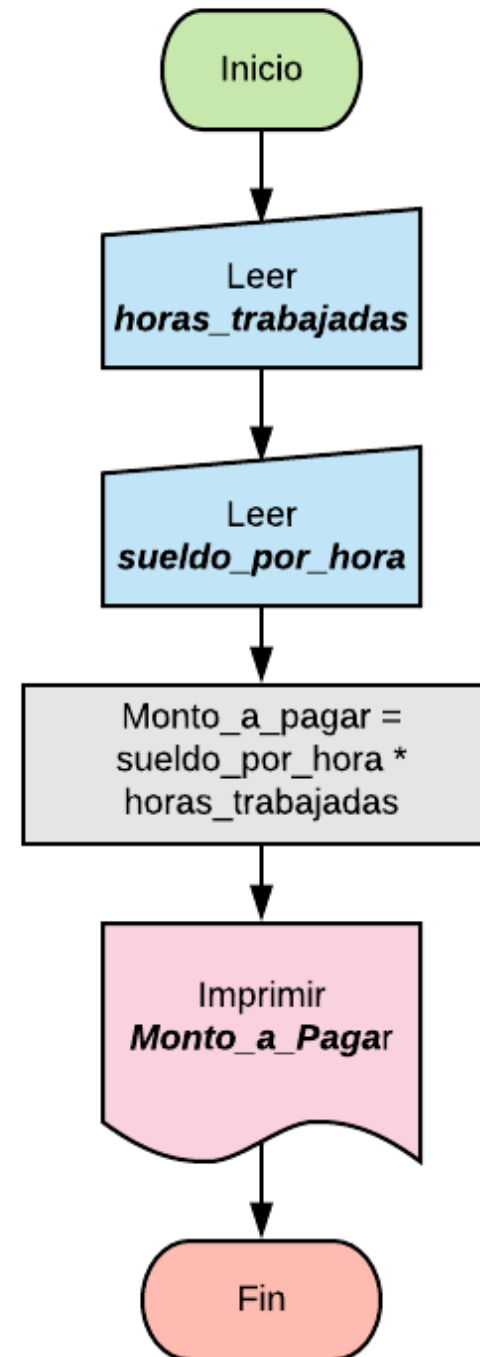 Inicio
Leer
horas_trabajadas
Leer
sueldo_por_hora
Monto_a_pagar =
sueldo_por_hora *
horas_trabajadas
Imprimir
Monto_a_Pagar
Fin